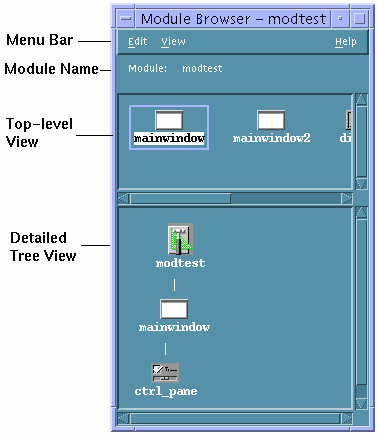 Module Browser - modtest
Menu Bar
Edit View Help
Module Name
Module: modtest
Top-level
View
mainwindow mainwindow2 di
Detailed
Tree View
modtest
mainwindow
ctrl_pane